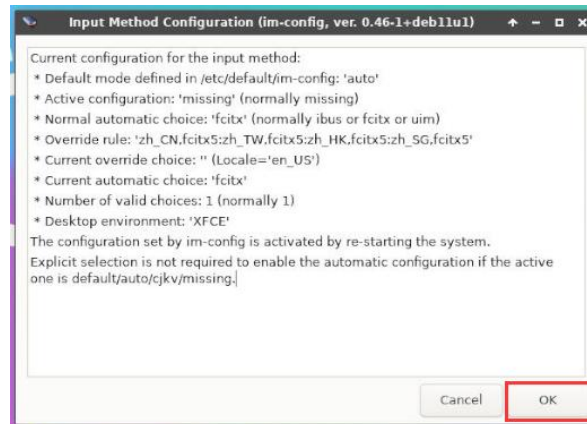 Input Method Configuration (im-config, ver. 0.46-1+deb11u1)
Current configuration for the input method:
* Default mode defined in /etc/default/im-config: 'auto'
* Active configuration: 'missing' (normally missing)
* Normal automatic choice: 'fcitx' (normally ibus or fcitx or uim)
* Override rule: 'zh_CN,fcitx5:zh_TW,fcitx5:zh_HK,fcitx5:zh_SG,fcitx5'
* Current override choice: '' (Locale='en_US')
* Current automatic choice: 'fcitx'
* Number of valid choices: 1 (normally 1)
* Desktop environment: 'XFCE'
The configuration set by im-config is activated by re-starting the system.
Explicit selection is not required to enable the automatic configuration if the active
one is default/auto/cjkv/missing.
Cancel OK